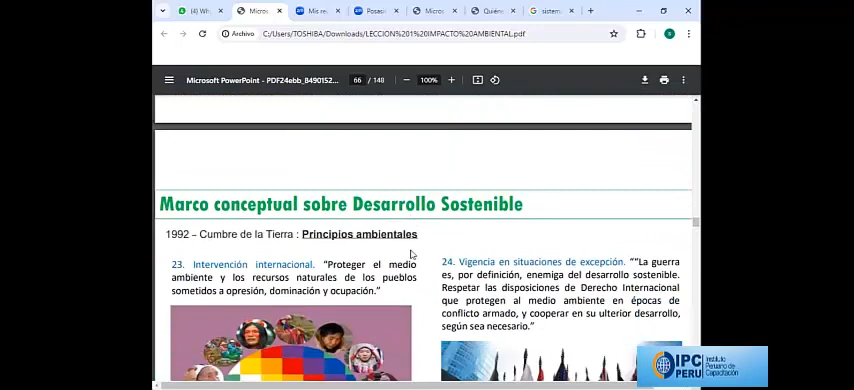 (4) Wh
Micros
Mis re
Posas
Microc
Quién
sistem
Archivo C:/Users/TOSHIBA/Downloads/LECCION%201%20IMPACTO%20AMBIENTAL.pdf
Microsoft PowerPoint - PDF24ebb_8490152... 66 / 148 100%
Marco conceptual sobre Desarrollo Sostenible
1992 – Cumbre de la Tierra : Principios ambientales
23. Intervención internacional. “Proteger el medio
ambiente y los recursos naturales de los pueblos
sometidos a opresión, dominación y ocupación.”
24. Vigencia en situaciones de excepción. ““La guerra
es, por definición, enemiga del desarrollo sostenible.
Respetar las disposiciones de Derecho Internacional
que protegen al medio ambiente en épocas de
conflicto armado, y cooperar en su ulterior desarrollo,
según sea necesario.”
IPC
PERU
Instituto
Peruano de
Capacitación